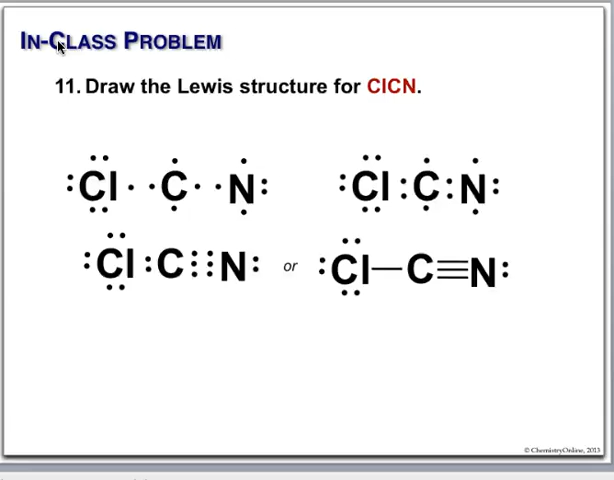 IN-CLASS PROBLEM
11. Draw the Lewis structure for ClCN.
:Cl· ·C· ·N: :Cl:C:N:
:Cl:C⋮⋮N: or :Cl—C≡N:
© ChemistryOnline, 2013